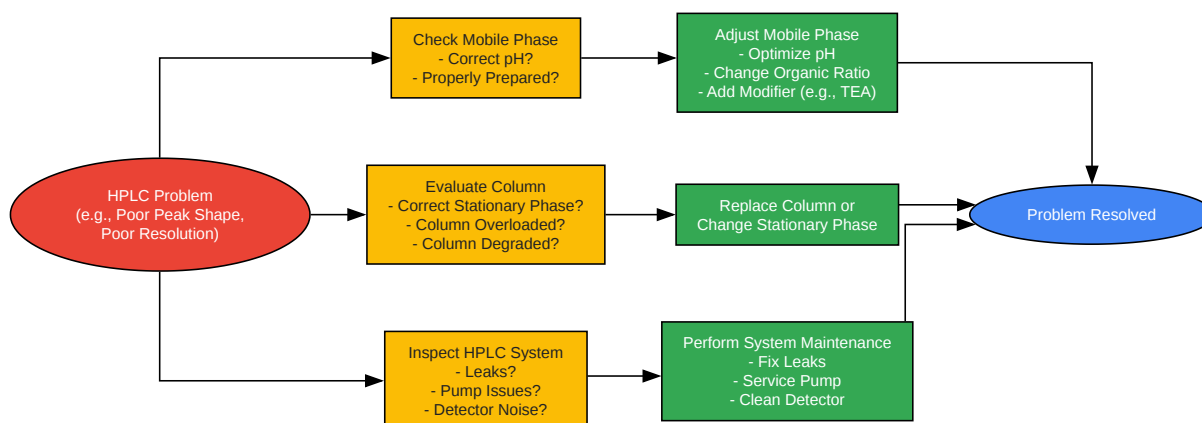 HPLC Problem
(e.g., Poor Peak Shape,
Poor Resolution)
Check Mobile Phase
- Correct pH?
- Properly Prepared?
Adjust Mobile Phase
- Optimize pH
- Change Organic Ratio
- Add Modifier (e.g., TEA)
Evaluate Column
- Correct Stationary Phase?
- Column Overloaded?
- Column Degraded?
Replace Column or
Change Stationary Phase
Problem Resolved
Inspect HPLC System
- Leaks?
- Pump Issues?
- Detector Noise?
Perform System Maintenance
- Fix Leaks
- Service Pump
- Clean Detector